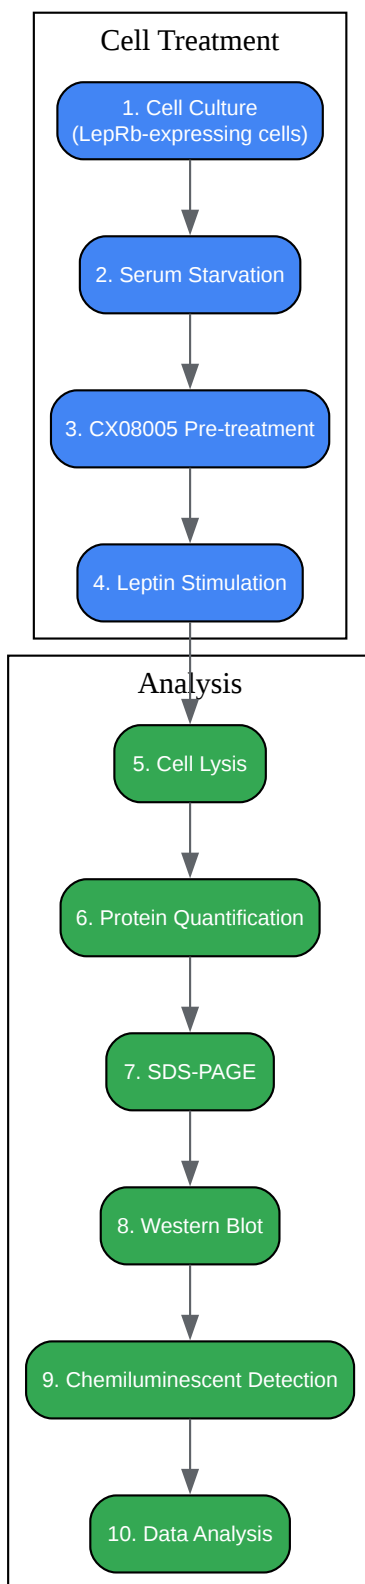 Cell Treatment
1. Cell Culture
(LepRb-expressing cells)
2. Serum Starvation
3. CX08005 Pre-treatment
4. Leptin Stimulation
Analysis
5. Cell Lysis
6. Protein Quantification
7. SDS-PAGE
8. Western Blot
9. Chemiluminescent Detection
10. Data Analysis